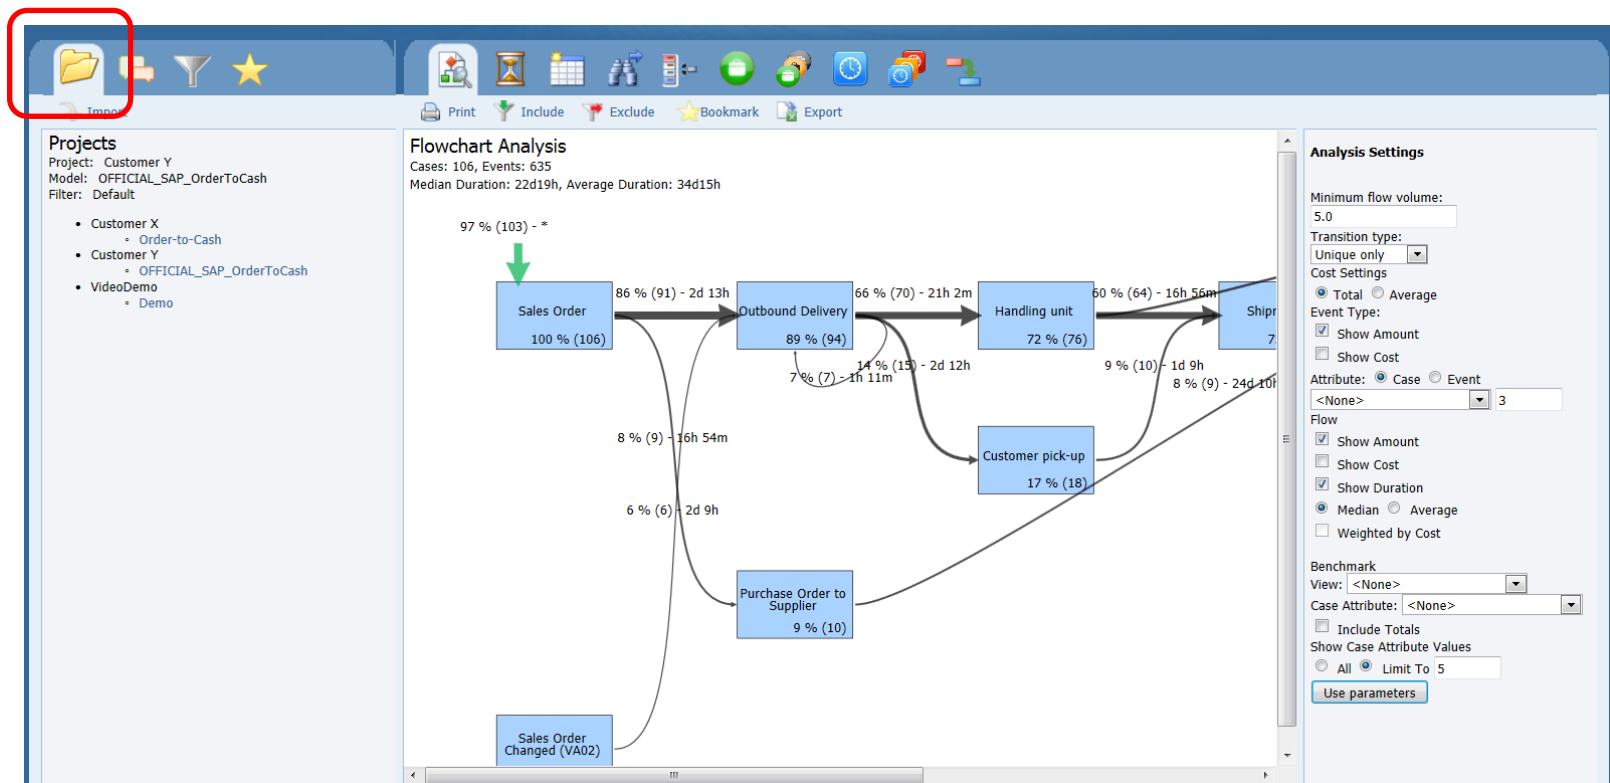 Import
Projects
Project: Customer Y
Model: OFFICIAL_SAP_OrderToCash
Filter: Default
• Customer X
Order-to-Cash
• Customer Y
OFFICIAL_SAP_OrderToCash
• VideoDemo
Demo
Print Include Exclude Bookmark Export
Flowchart Analysis
Cases: 106, Events: 635
Median Duration: 22d19h, Average Duration: 34d15h
97 % (103) - *
Sales Order
100 % (106)
86 % (91) - 2d 13h
Outbound Delivery
89 % (94)
66 % (70) - 21h 2m
Handling unit
72 % (76)
60 % (64) - 16h 56m
Shipr
7
14 % (15) - 2d 12h
7 % (7) - 1h 11m
9 % (10) - 1d 9h
8 % (9) - 24d 10h
8 % (9) - 16h 54m
Customer pick-up
17 % (18)
6 % (6) - 2d 9h
Purchase Order to
Supplier
9 % (10)
Sales Order
Changed (VA02)
Analysis Settings
Minimum flow volume:
5.0
Transition type:
Unique only
Cost Settings
Total Average
Event Type:
Show Amount
Show Cost
Attribute: Case Event
<None> 3
Flow
Show Amount
Show Cost
Show Duration
Median Average
Weighted by Cost
Benchmark
View: <None>
Case Attribute: <None>
Include Totals
Show Case Attribute Values
All Limit To 5
Use parameters